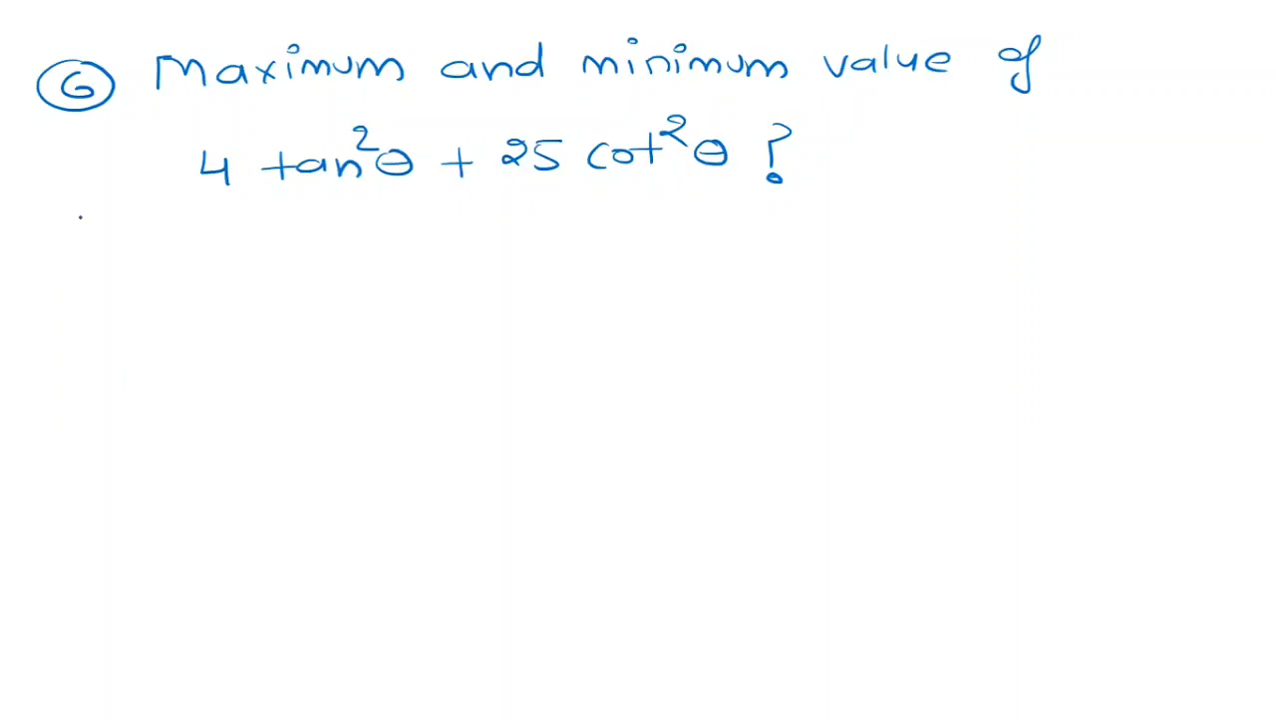 ⑥ Maximum and minimum value of
4 tan²θ + 25 cot²θ ?